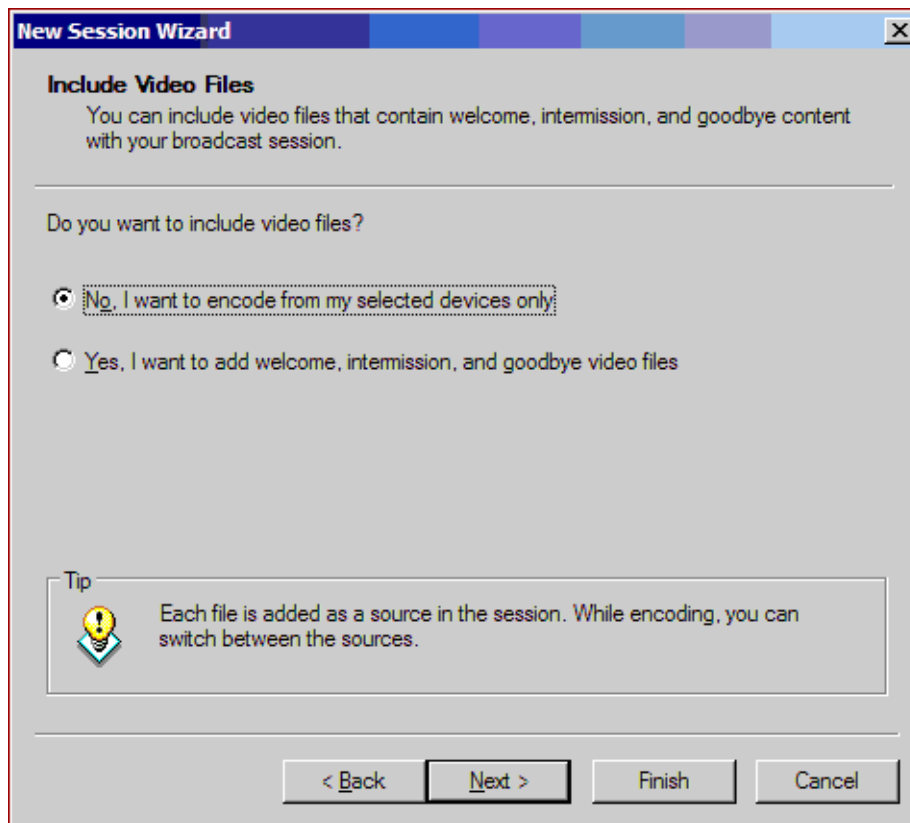 New Session Wizard
Include Video Files
You can include video files that contain welcome, intermission, and goodbye content
with your broadcast session.
Do you want to include video files?
No, I want to encode from my selected devices only
Yes, I want to add welcome, intermission, and goodbye video files
Tip
Each file is added as a source in the session. While encoding, you can
switch between the sources.
< Back Next > Finish Cancel